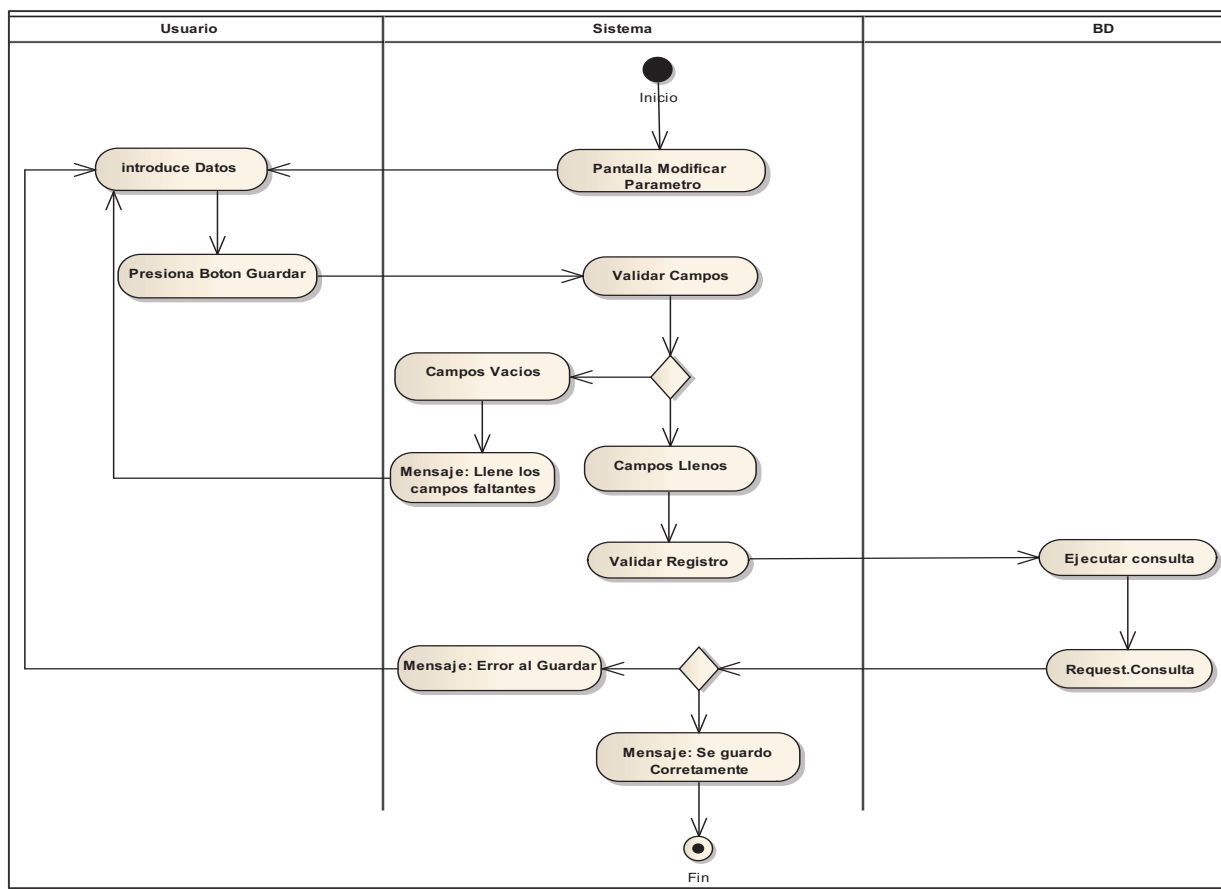 Usuario
Sistema
BD
Inicio
introduce Datos
Pantalla Modificar
Parametro
Presiona Boton Guardar
Validar Campos
Campos Vacios
Campos Llenos
Mensaje: Llene los
campos faltantes
Validar Registro
Ejecutar consulta
Mensaje: Error al Guardar
Request.Consulta
Mensaje: Se guardo
Corretamente
Fin